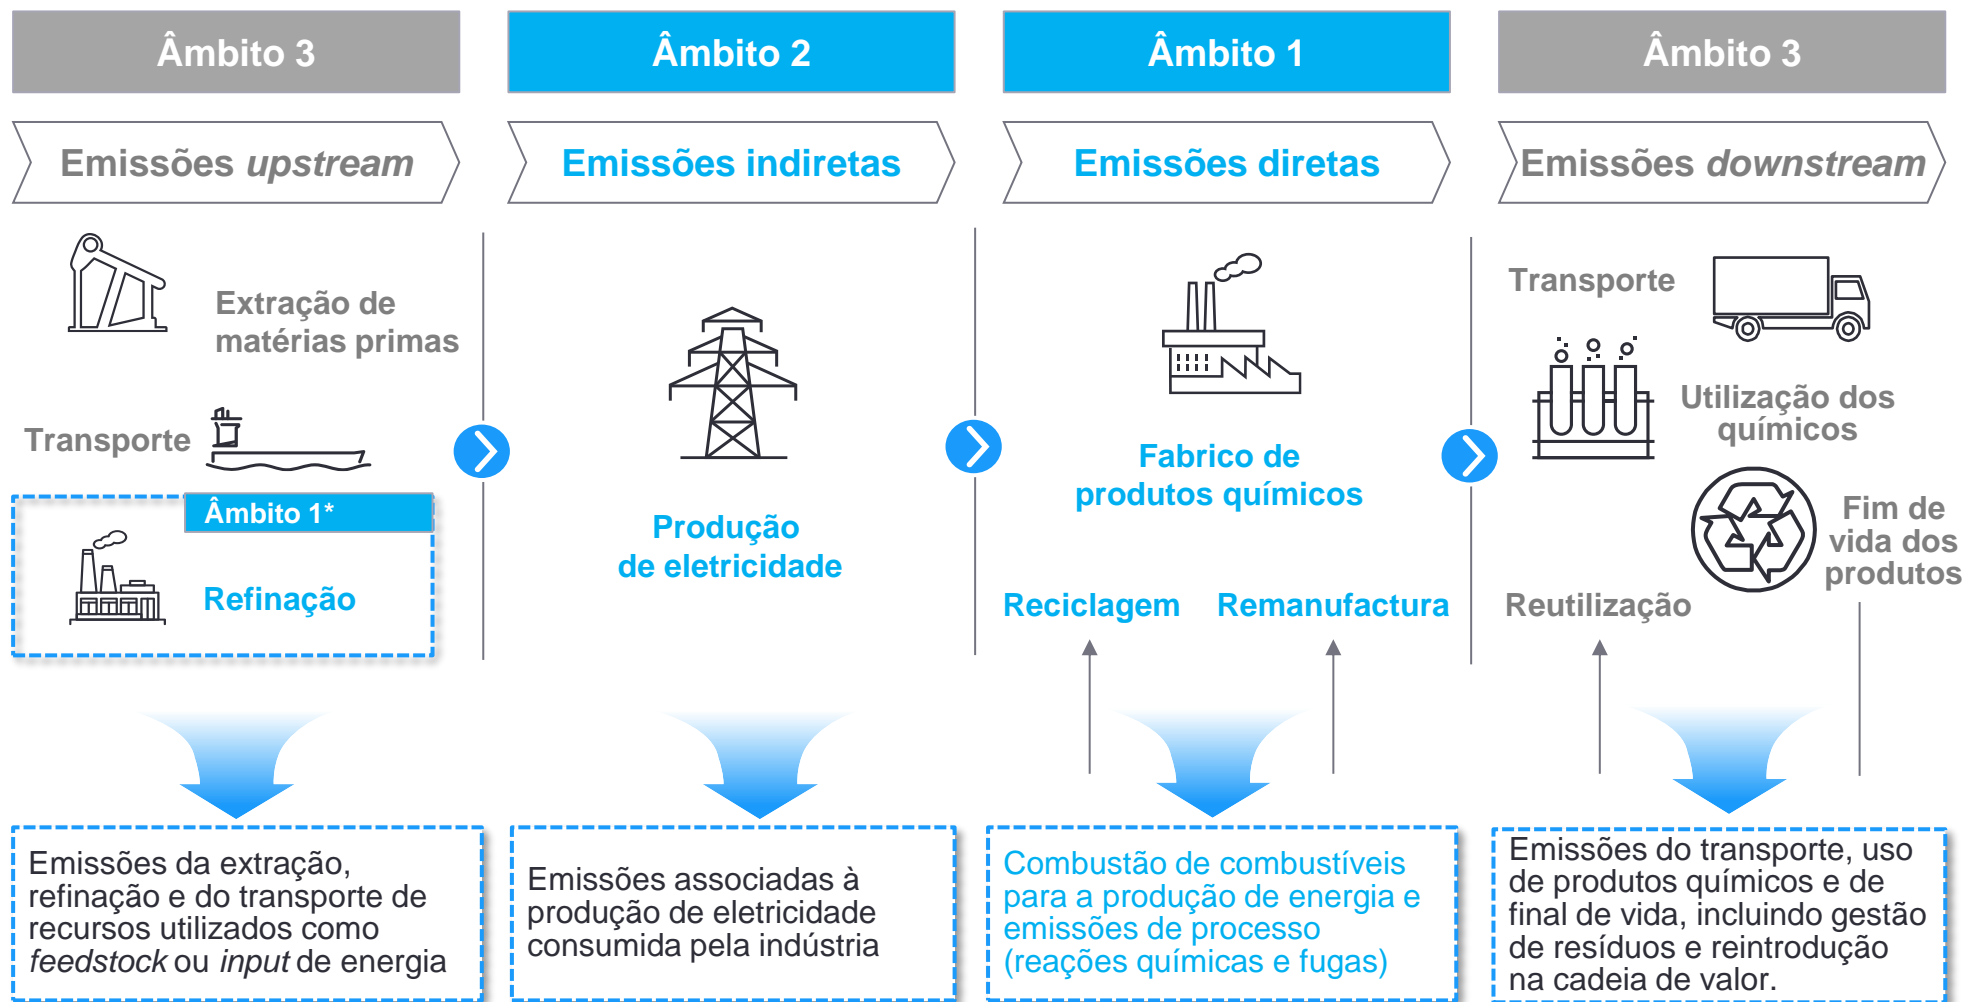 Âmbito 3
Âmbito 2
Âmbito 1
Âmbito 3
Emissões upstream
Emissões indiretas
Emissões diretas
Emissões downstream
Extração de
matérias primas
Transporte
Âmbito 1*
Refinação
Produção
de eletricidade
Fabrico de
produtos químicos
Reciclagem
Remanufactura
Transporte
Utilização dos
químicos
Fim de
vida dos
produtos
Reutilização
Emissões da extração,
refinação e do transporte de
recursos utilizados como
feedstock ou input de energia
Emissões associadas à
produção de eletricidade
consumida pela indústria
Combustão de combustíveis
para a produção de energia e
emissões de processo
(reações químicas e fugas)
Emissões do transporte, uso
de produtos químicos e de
final de vida, incluindo gestão
de resíduos e reintrodução
na cadeia de valor.